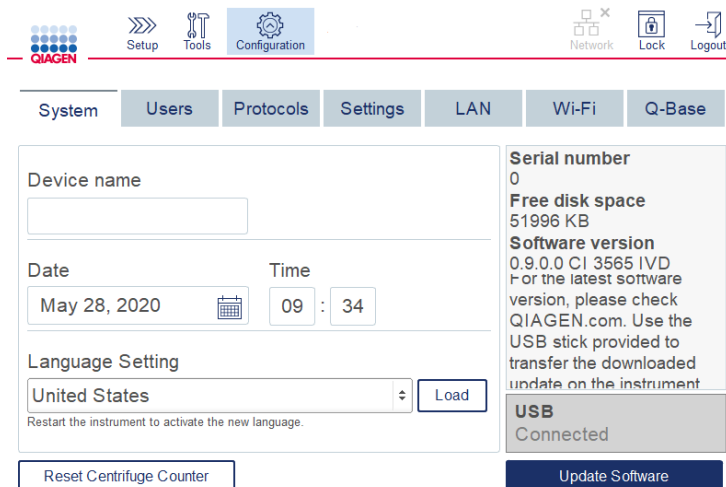 QIAGEN
Setup
Tools
Configuration
Network
Lock
Logout
System
Users
Protocols
Settings
LAN
Wi-Fi
Q-Base
Device name
Date
Time
May 28, 2020
09 : 34
Language Setting
United States
Load
Restart the instrument to activate the new language.
Reset Centrifuge Counter
Serial number
0
Free disk space
51996 KB
Software version
0.9.0.0 CI 3565 IVD
For the latest software
version, please check
QIAGEN.com. Use the
USB stick provided to
transfer the downloaded
update on the instrument
USB
Connected
Update Software